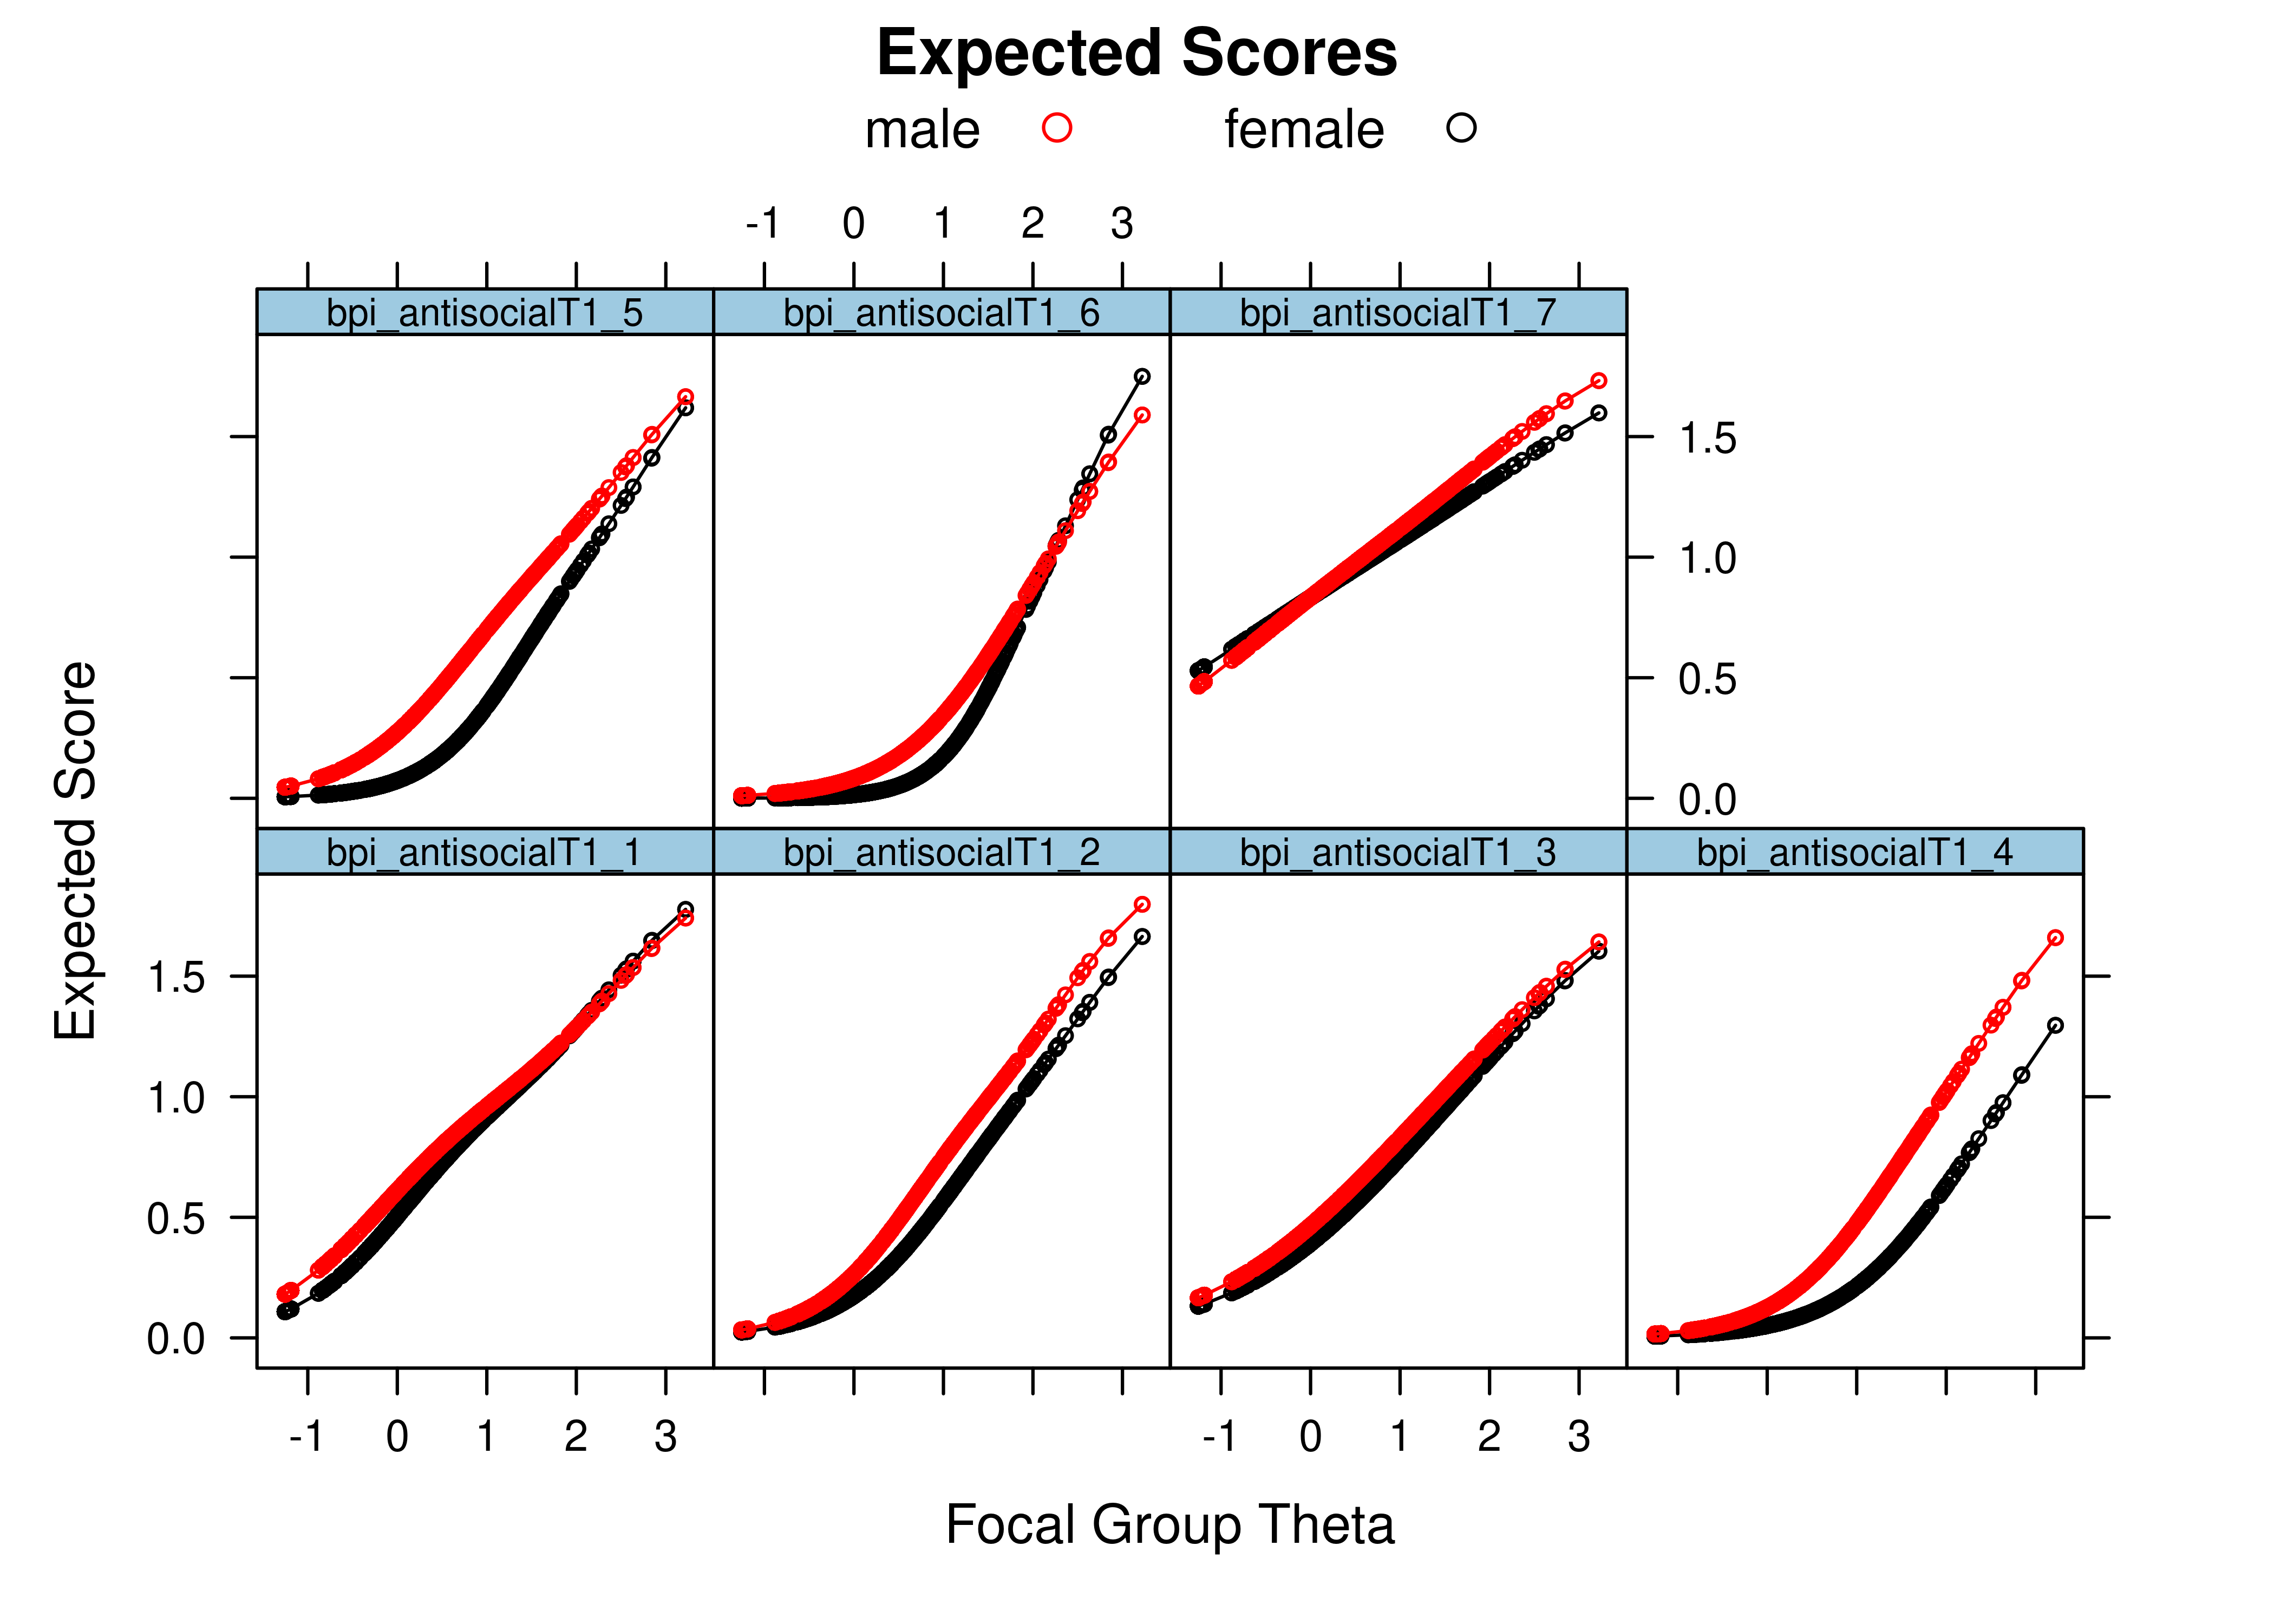 Expected Scores
male female
-1 0 1 2 3
bpi_antisocialT1_5 bpi_antisocialT1_6 bpi_antisocialT1_7
1.5
1.0
0.5
0.0
Expected Score
bpi_antisocialT1_1 bpi_antisocialT1_2 bpi_antisocialT1_3 bpi_antisocialT1_4
1.5
1.0
0.5
0.0
-1 0 1 2 3 -1 0 1 2 3
Focal Group Theta